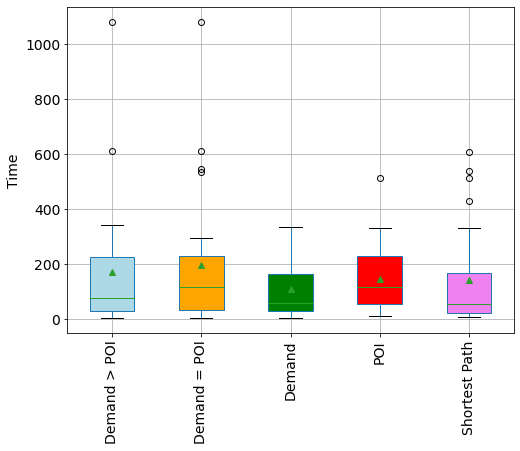 1000
800
600
400
200
0
Time
Demand > POI
Demand = POI
Demand
POI
Shortest Path